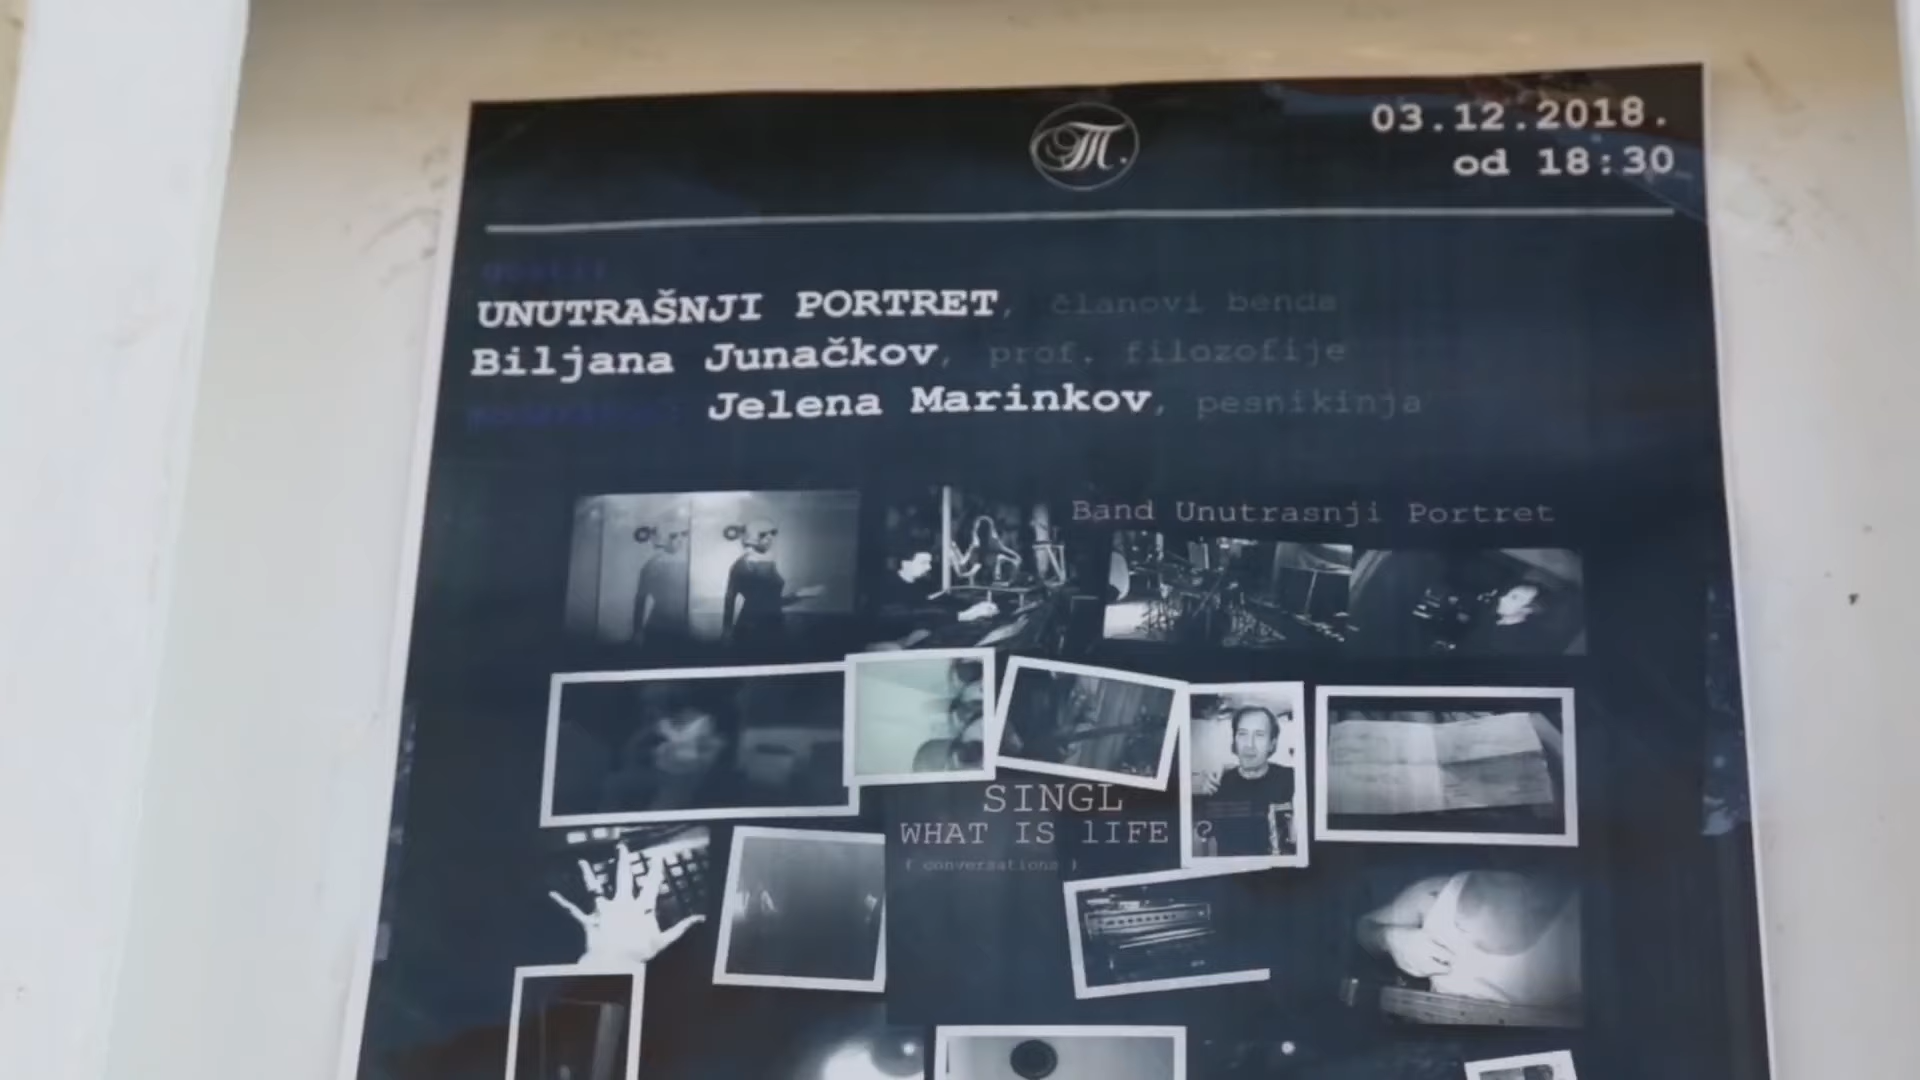 T.
03.12.2018.
od 18:30
gosti:
UNUTRAŠNJI PORTRET, članovi benda
Biljana Junačkov, prof. filozofije
Jelena Marinkov, pesnikinja
Band Unutrasnji Portret
SINGL
WHAT IS lIFE ?
( conversations )